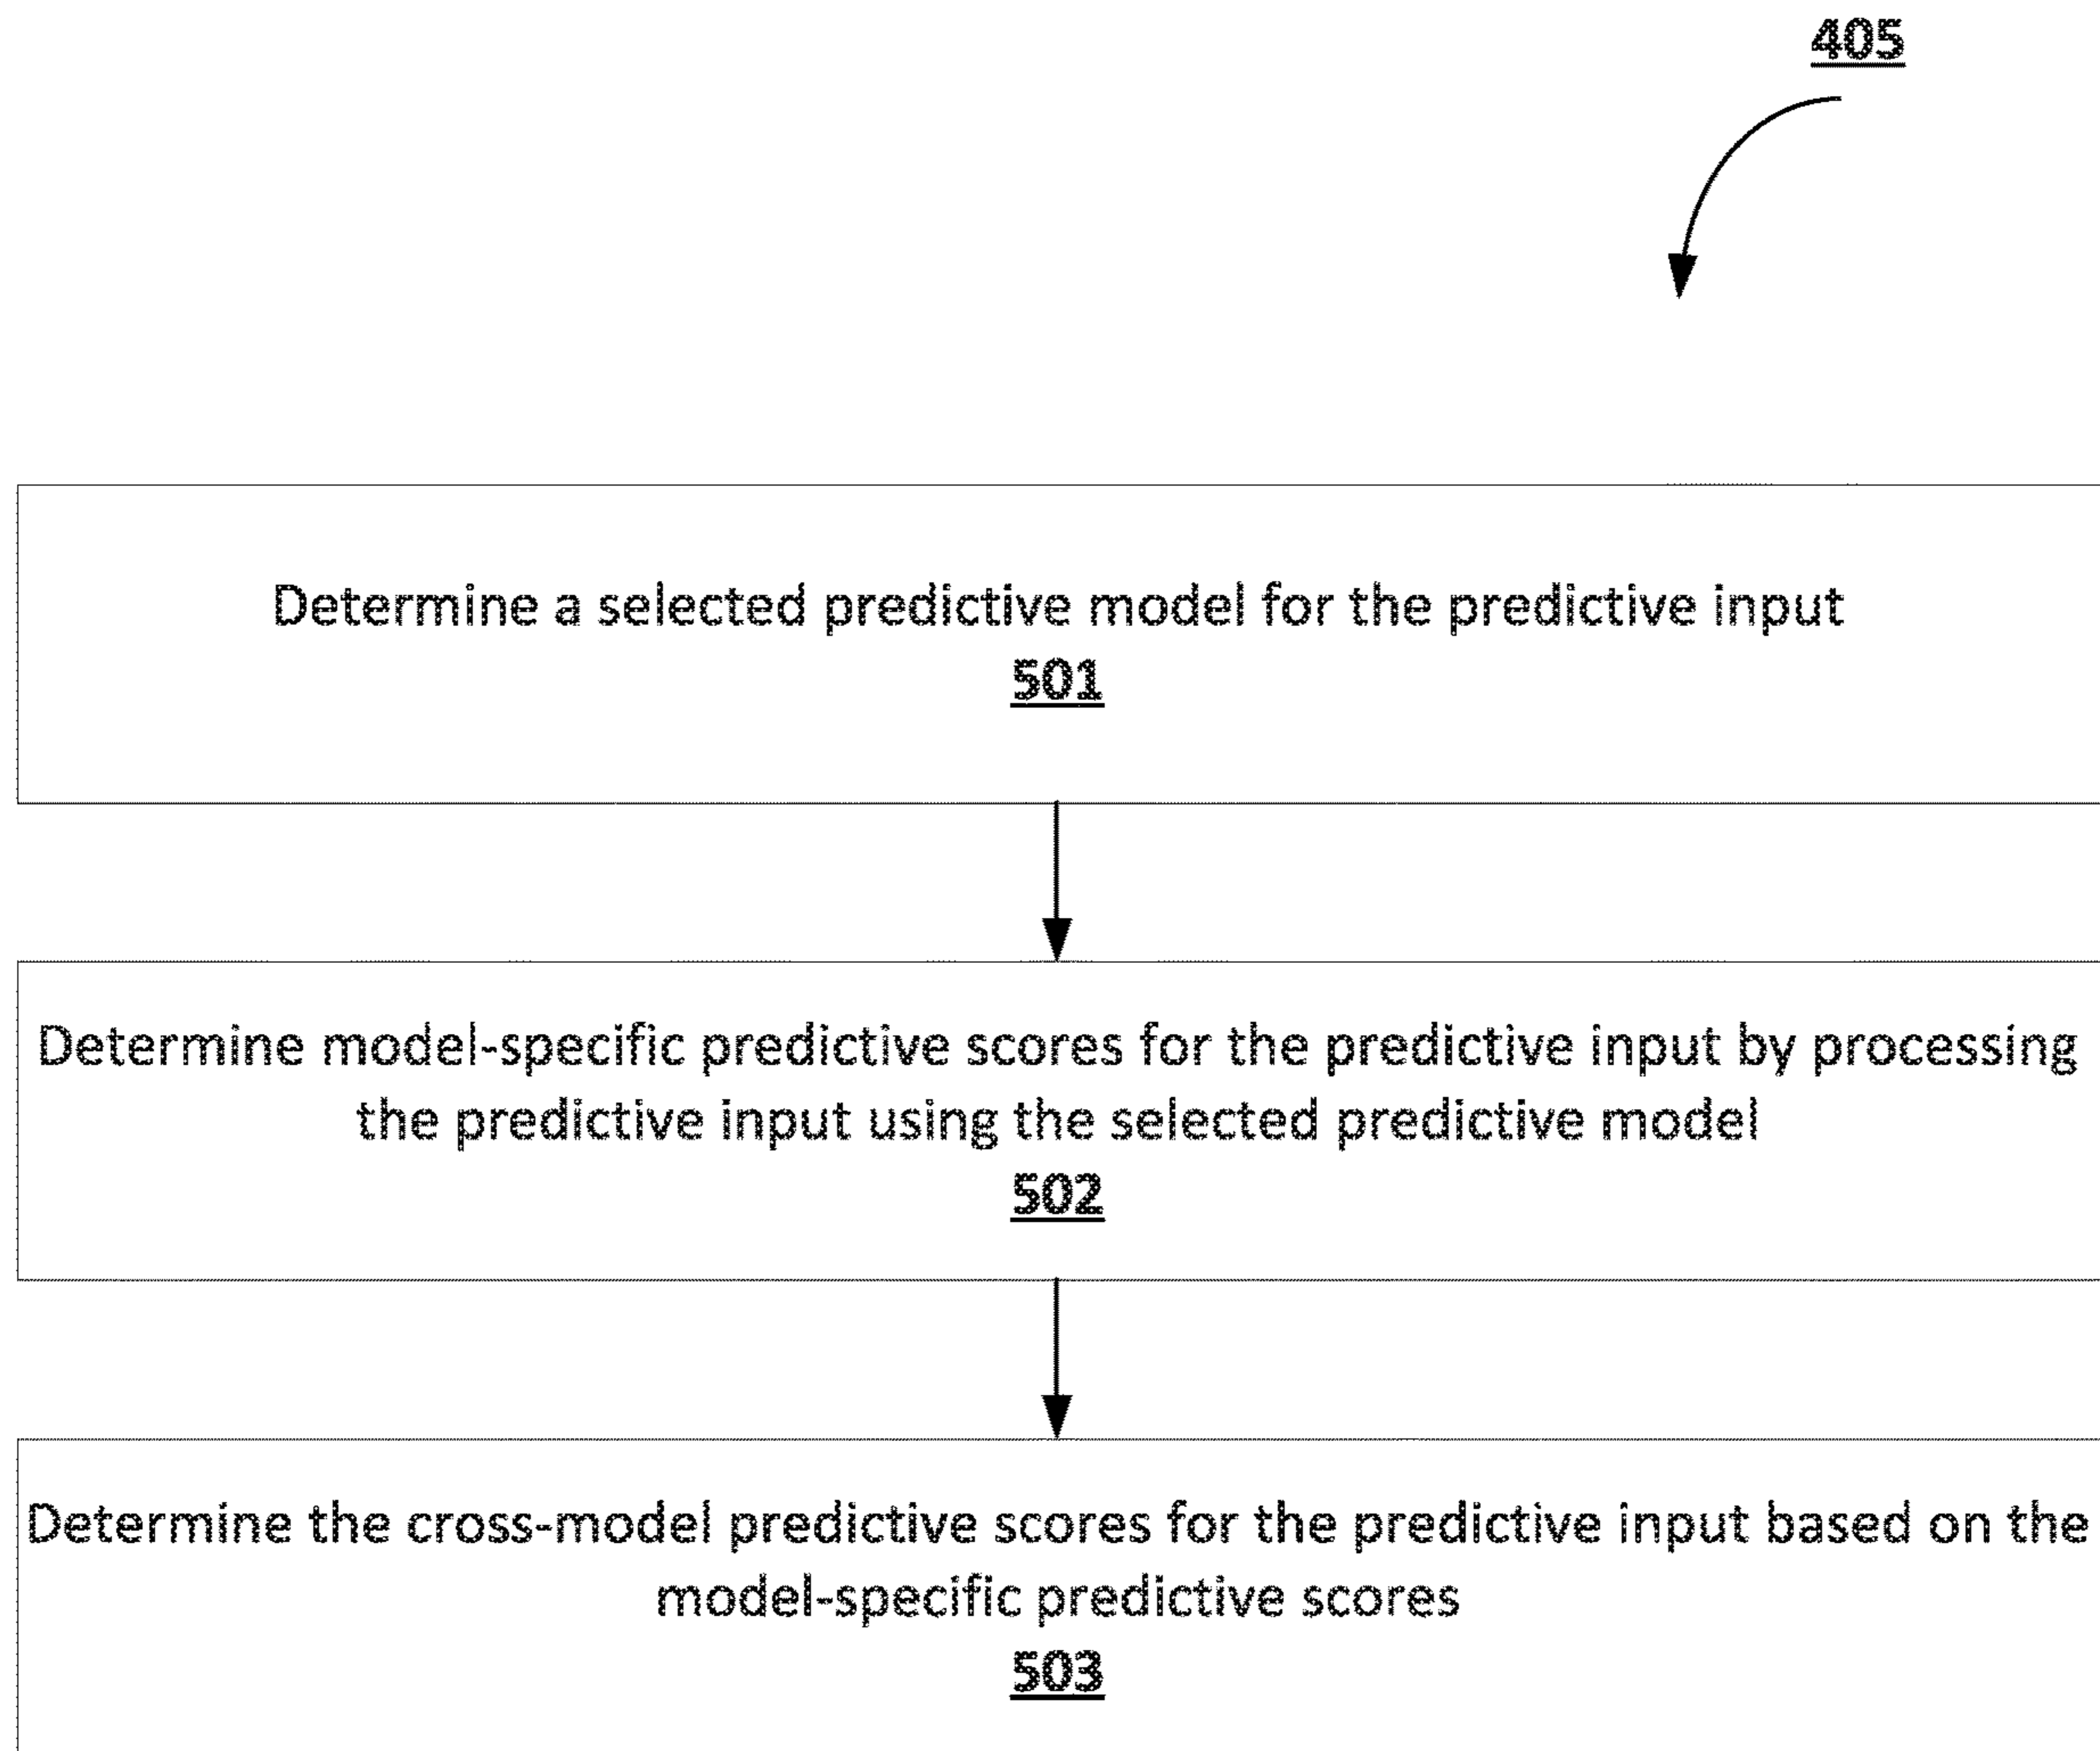 405
Determine a selected predictive model for the predictive input
501
Determine model-specific predictive scores for the predictive input by processing
the predictive input using the selected predictive model
502
Determine the cross-model predictive scores for the predictive input based on the
model-specific predictive scores
503